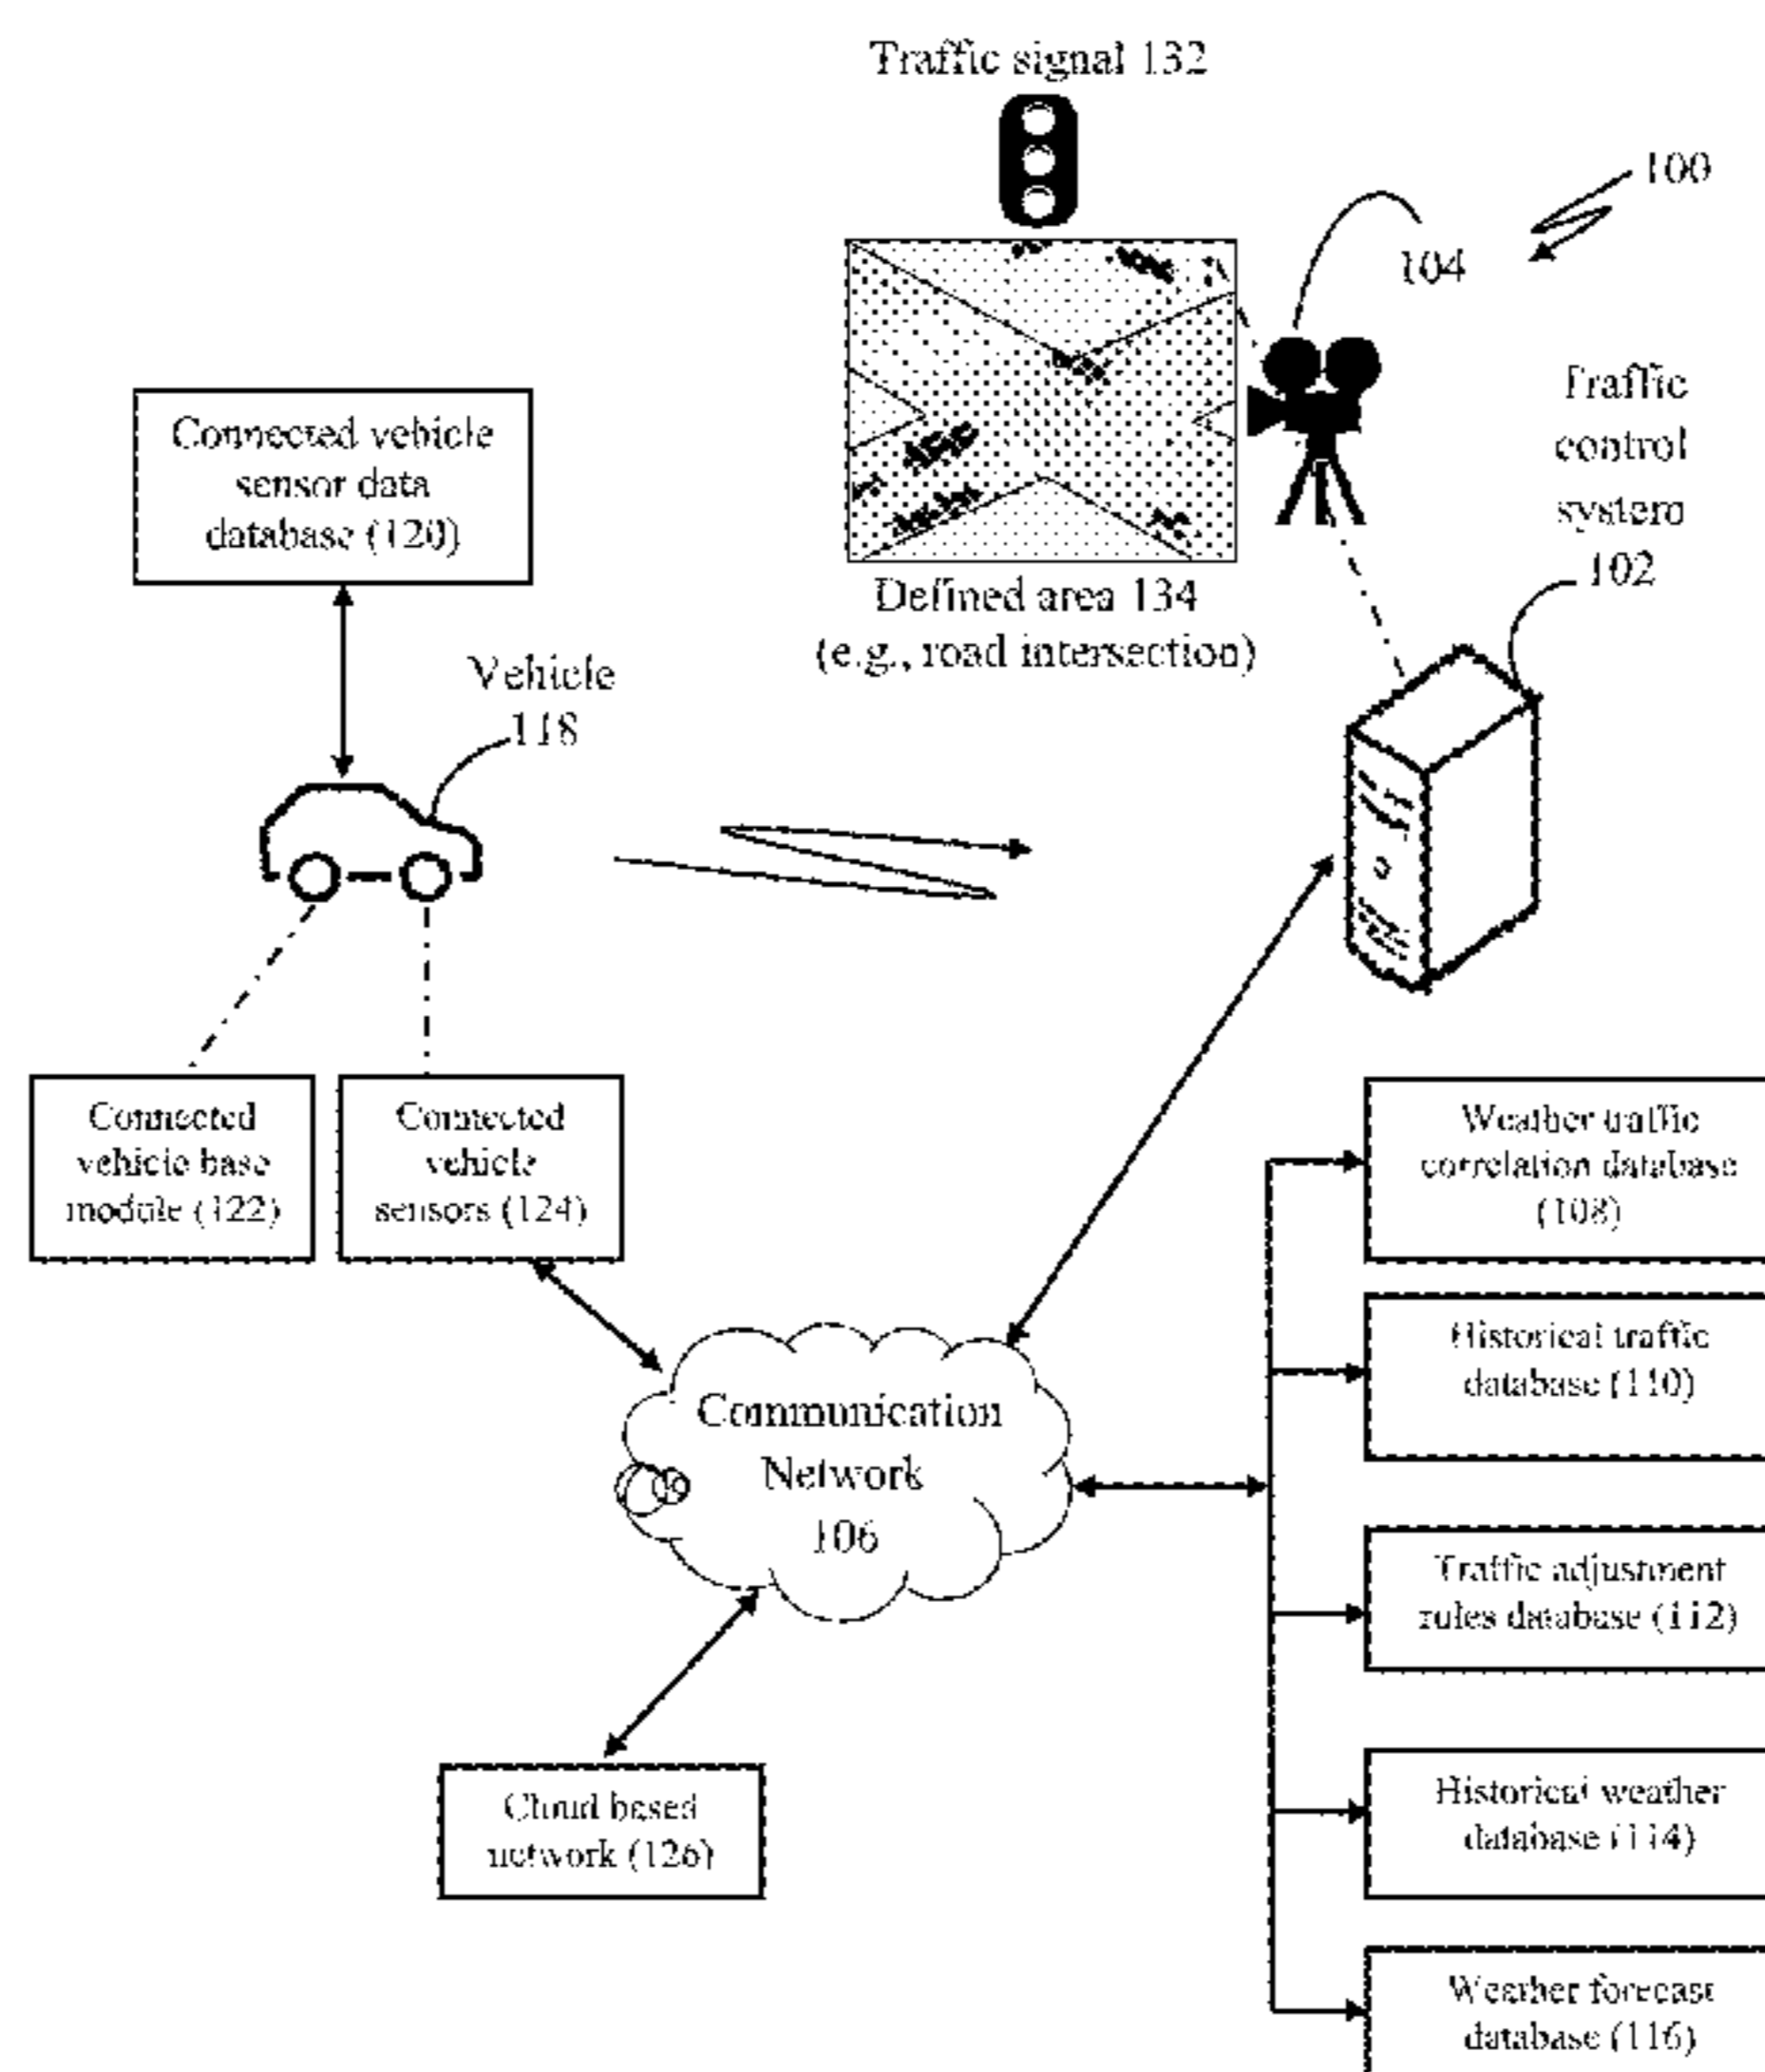 Traffic signal 132
100
104
Traffic
control
system
102
Connected vehicle
sensor data
database (120)
Defined area 134
(e.g., road intersection)
Vehicle
118
Connected
vehicle base
module (122)
Connected
vehicle
sensors (124)
Weather traffic
correlation database
(108)
Historical traffic
database (110)
Communication
Network
106
Traffic adjustment
rules database (112)
Cloud based
network (126)
Historical weather
database (114)
Weather forecast
database (116)